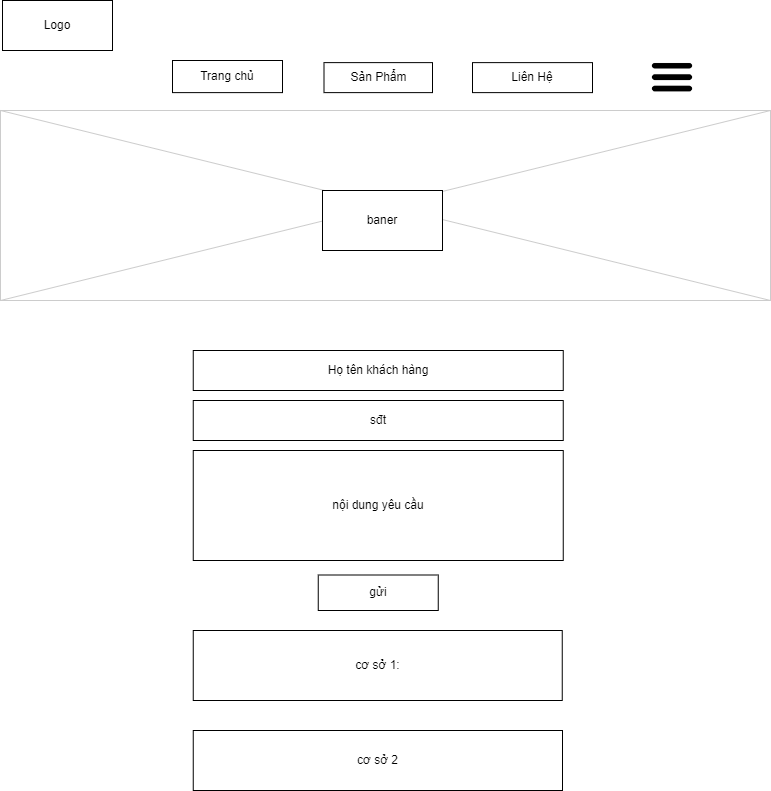 Logo
Trang chủ
Sản Phẩm
Liên Hệ
baner
Họ tên khách hàng
sđt
nội dung yêu cầu
gửi
cơ sở 1:
cơ sở 2